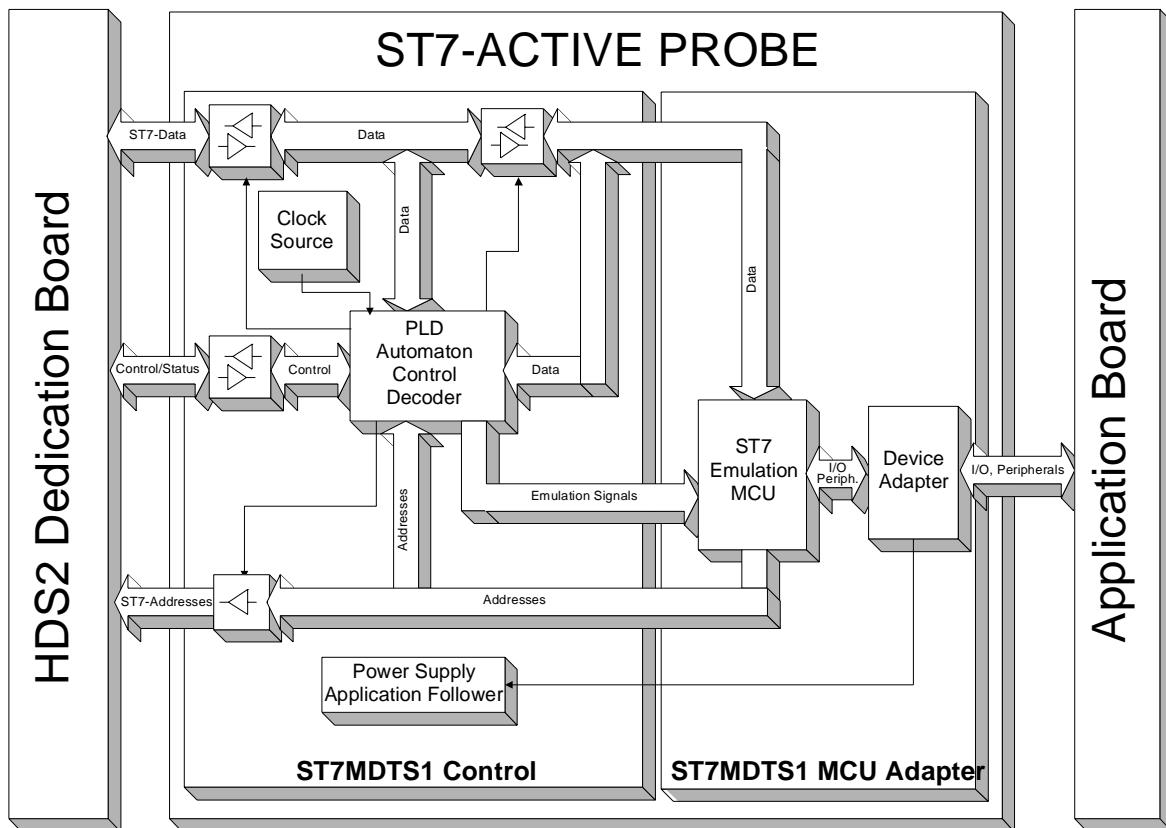 ST7-ACTIVE PROBE
HDS2 Dedication Board
Application Board
ST7-Data
Data
Clock
Source
Data
Data
PLD
Automaton
Control
Decoder
Control/Status
Control
Data
ST7
Emulation
MCU
I/O
Periph.
Device
Adapter
I/O, Peripherals
Emulation Signals
Addresses
ST7-Addresses
Addresses
Power Supply
Application Follower
ST7MDTS1 Control
ST7MDTS1 MCU Adapter